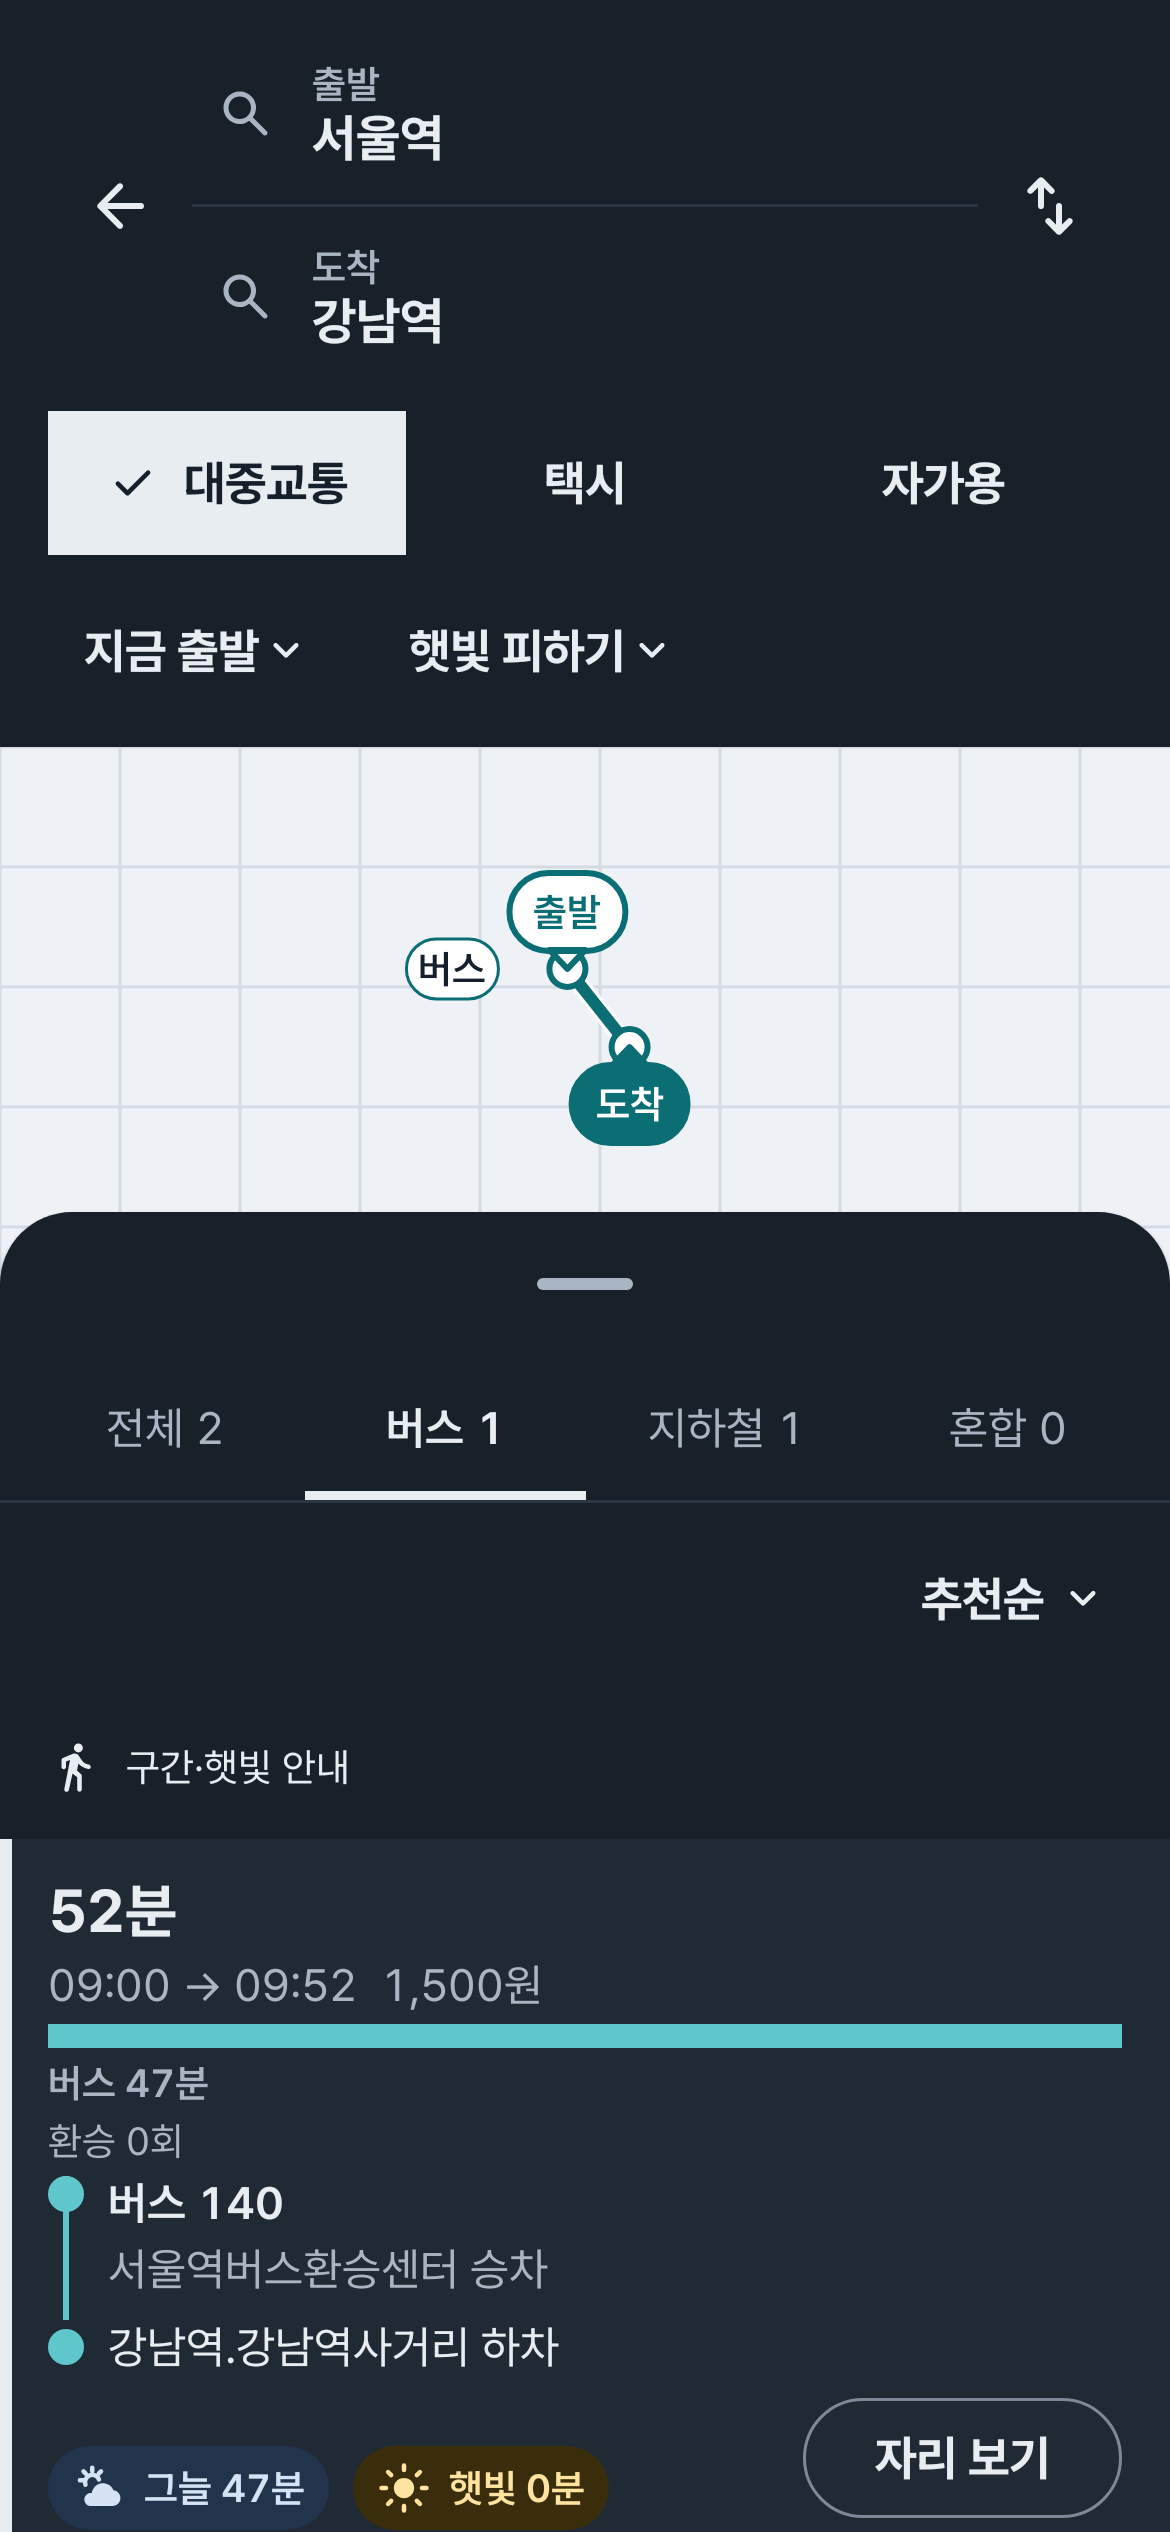 출발
서울역
도착
강남역
대중교통 택시 자가용
지금 출발 햇빛 피하기
출발
버스
도착
전체 2 버스 1 지하철 1 혼합 0
추천순
구간·햇빛 안내
52분
09:00 → 09:52 1,500원
버스 47분
환승 0회
버스 140
서울역버스환승센터 승차
강남역.강남역사거리 하차
자리 보기
그늘 47분 햇빛 0분